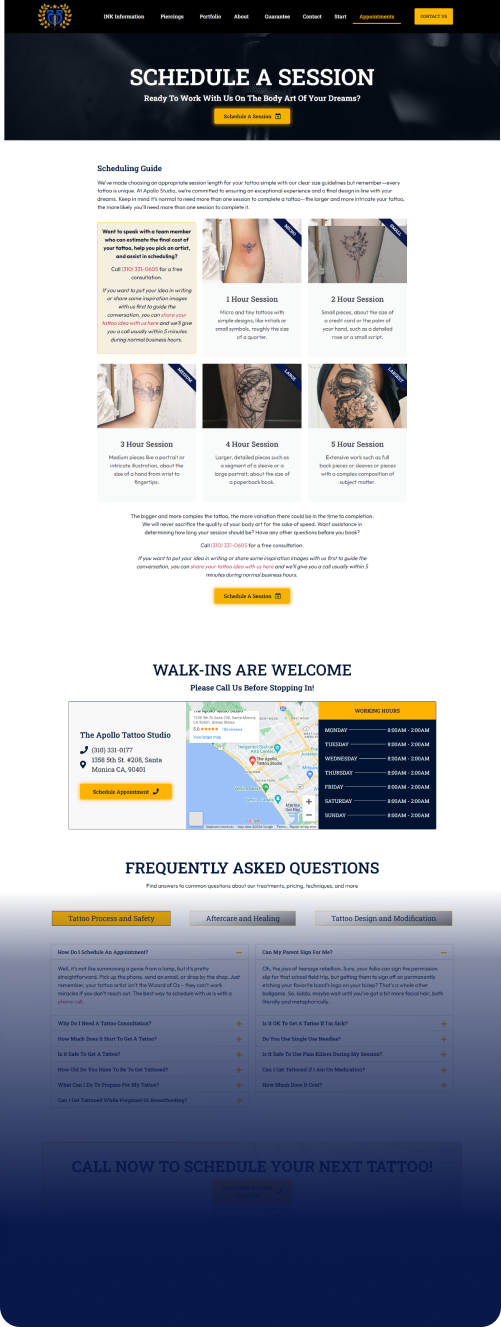 INK Information Piercings Portfolio About Guarantee Contact Start Appointments CONTACT US
SCHEDULE A SESSION
Ready To Work With Us On The Body Art Of Your Dreams?
Schedule A Session
Scheduling Guide
We've made choosing an appropriate session length for your tattoo simple with our clear size guidelines but remember—every
tattoo is unique. At Apollo Studio, we're committed to ensuring an exceptional experience and a final design in line with your
dreams. Keep in mind it's normal to need more than one session to complete a tattoo—the larger and more intricate your tattoo,
the more likely you'll need more than one session to complete it.
Want to speak with a team member
who can estimate the final cost of
your tattoo, help you pick an artist,
and assist in scheduling?
Call (310) 331-0605 for a free
consultation.
If you want to put your idea in writing
or share some inspiration images
with us first to guide the
conversation, you can share your
tattoo idea with us here and we'll give
you a call usually within 5 minutes
during normal business hours.
MICRO
1 Hour Session
Micro and tiny tattoos with
simple designs, like initials or
small symbols, roughly the size
of a quarter.
SMALL
2 Hour Session
Small pieces, about the size of
a credit card or the palm of
your hand, such as a detailed
rose or a small script.
MEDIUM
3 Hour Session
Medium pieces like a portrait or
intricate illustration, about the
size of a hand from wrist to
fingertips.
LARGE
4 Hour Session
Larger, detailed pieces such as
a segment of a sleeve or a
large portrait, about the size of
a paperback book.
LARGEST
5 Hour Session
Extensive work such as full
back pieces or sleeves or pieces
with a complex composition of
subject matter.
The bigger and more complex the tattoo, the more variation there could be in the time to completion.
We will never sacrifice the quality of your body art for the sake of speed. Want assistance in
determining how long your session should be? Have any other questions before you book?
Call (310) 331-0605 for a free consultation.
If you want to put your idea in writing or share some inspiration images with us first to guide the
conversation, you can share your tattoo idea with us here and we'll give you a call usually within 5
minutes during normal business hours.
Schedule A Session
WALK-INS ARE WELCOME
Please Call Us Before Stopping In!
The Apollo Tattoo Studio
(310) 331-0177
1358 5th St. #208, Santa
Monica CA, 90401
Schedule Appointment
The Apollo Tattoo Studio
1358 5th St Suite 208, Santa Monica,
CA 90401, United States
5.0
View larger map
Bergamot Station
Arts Center
The Apollo
Tattoo Studio
Marina
Del Rey
WORKING HOURS
MONDAY 8:00AM - 2:00AM
TUESDAY 8:00AM - 2:00AM
WEDNESDAY 8:00AM - 2:00AM
THURSDAY 8:00AM - 2:00AM
FRIDAY 8:00AM - 2:00AM
SATURDAY 8:00AM - 2:00AM
SUNDAY 8:00AM - 2:00AM
FREQUENTLY ASKED QUESTIONS
Find answers to common questions about our treatments, pricing, techniques, and more
Tattoo Process and Safety
Aftercare and Healing
Tattoo Design and Modification
How Do I Schedule An Appointment?
Well, it's not like summoning a genie from a lamp, but it's pretty
straightforward. Pick up the phone, send an email, or drop by the shop. Just
remember, your tattoo artist isn't the Wizard of Oz – they can't work
miracles if you don't reach out. The best way to schedule with us is with a
phone call.
Why Do I Need A Tattoo Consultation?
How Much Does It Hurt To Get A Tattoo?
Is It Safe To Get A Tattoo?
How Old Do You Have To Be To Get Tattooed?
What Can I Do To Prepare For My Tattoo?
Can I Get Tattooed While Pregnant Or Breastfeeding?
Can My Parent Sign For Me?
Oh, the joys of teenage rebellion. Sure, your folks can sign the permission
slip for that school field trip, but getting them to sign off on permanently
etching your favorite band's logo on your bicep? That's a whole other
ballgame. So, kiddo, maybe wait until you've got a bit more facial hair, both
literally and metaphorically.
Is It OK To Get A Tattoo If I'm Sick?
Do You Use Single Use Needles?
Is It Safe To Use Pain Killers During My Session?
Can I Get Tattooed If I Am On Medication?
How Much Does It Cost?
CALL NOW TO SCHEDULE YOUR NEXT TATTOO!